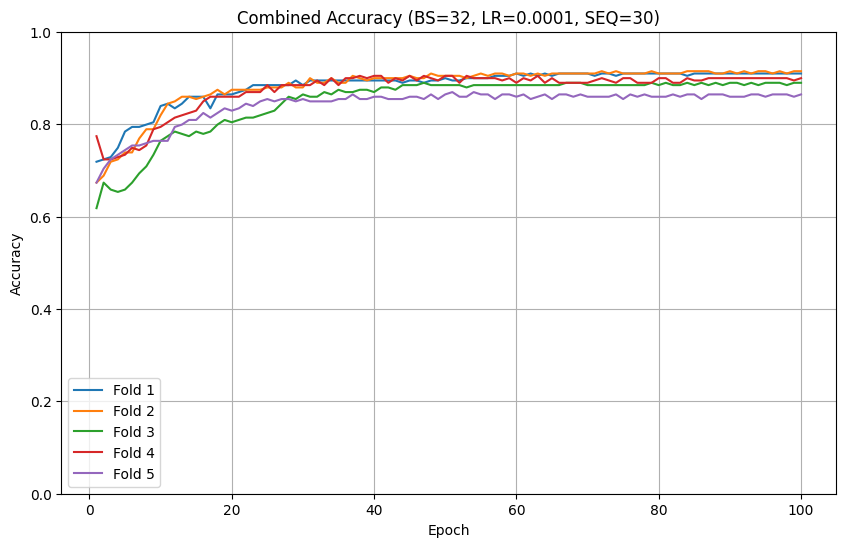 Combined Accuracy (BS=32, LR=0.0001, SEQ=30)
1.0
0.8
0.6
0.4
0.2
0.0
Accuracy
Fold 1
Fold 2
Fold 3
Fold 4
Fold 5
0 20 40 60 80 100
Epoch